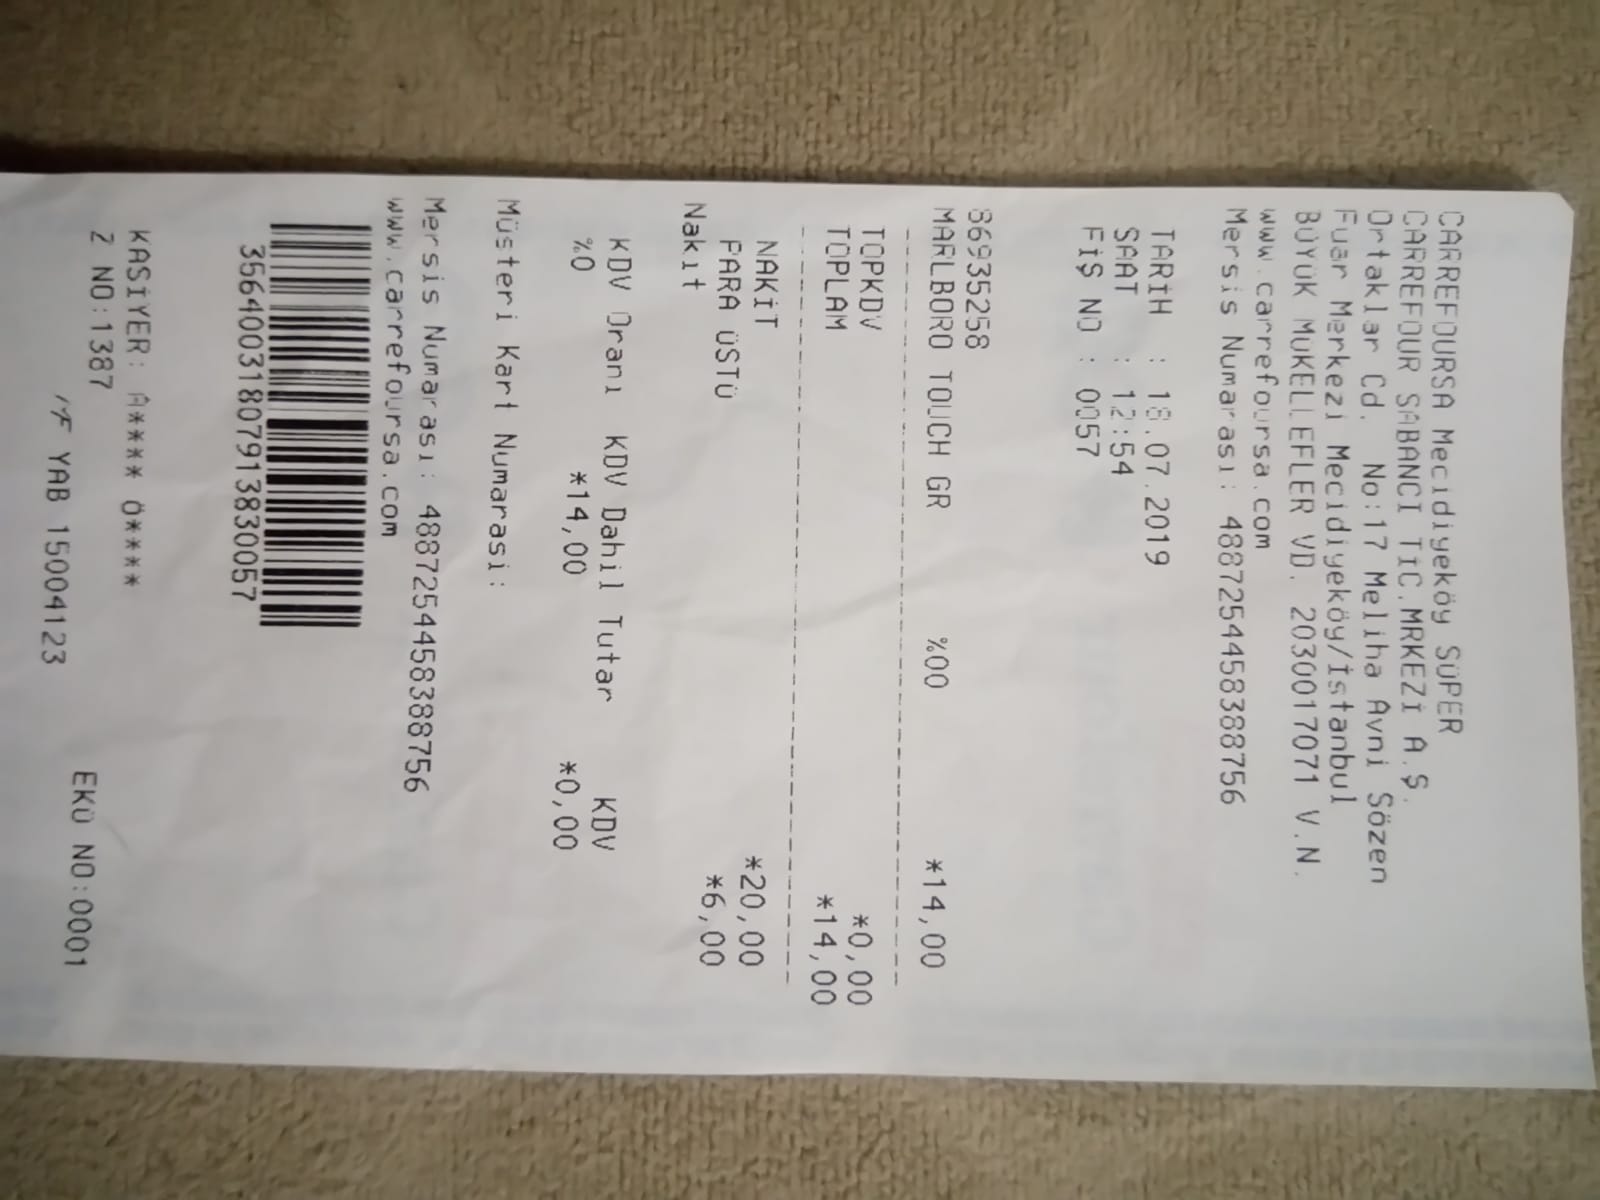 CARREFOURSA Mecidiyeköy SÜPER
CARREFOUR SABANCI TİC.MRKEZİ A.Ş.
Ortaklar Cd. No:17 Meliha Avni Sözen
Fuar Merkezi Mecidiyeköy/İstanbul
BÜYÜK MÜKELLEFLER VD. 2030017071 V.N.
www.carrefoursa.com
Mersis Numarası: 4887254458388756
TARİH : 18.07.2019
SAAT : 12:54
FİŞ NO : 0057
86935258
MARLBORO TOUCH GR %00 *14,00
TOPKDV *0,00
TOPLAM *14,00
NAKİT *20,00
PARA ÜSTÜ *6,00
Nakıt
KDV Oranı KDV Dahil Tutar KDV
%0 *14,00 *0,00
Müsteri Kart Numarasi:
Mersis Numarası: 4887254458388756
www.carrefoursa.com
35640031807913830057
KASİYER: A**** Ö****
Z NO:1387 EKÜ NO:0001
MF YAB 15004123